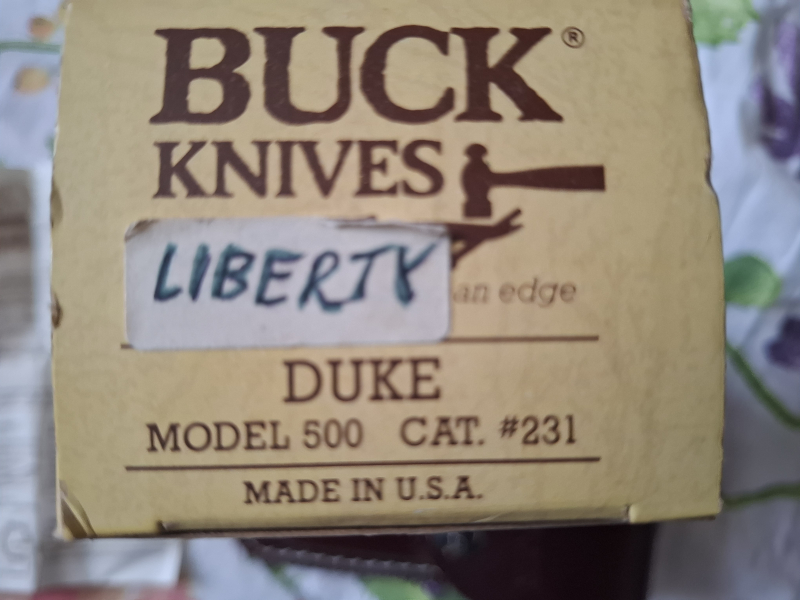 BUCK®
KNIVES
LIBERTY
an edge
DUKE
MODEL 500 CAT. #231
MADE IN U.S.A.